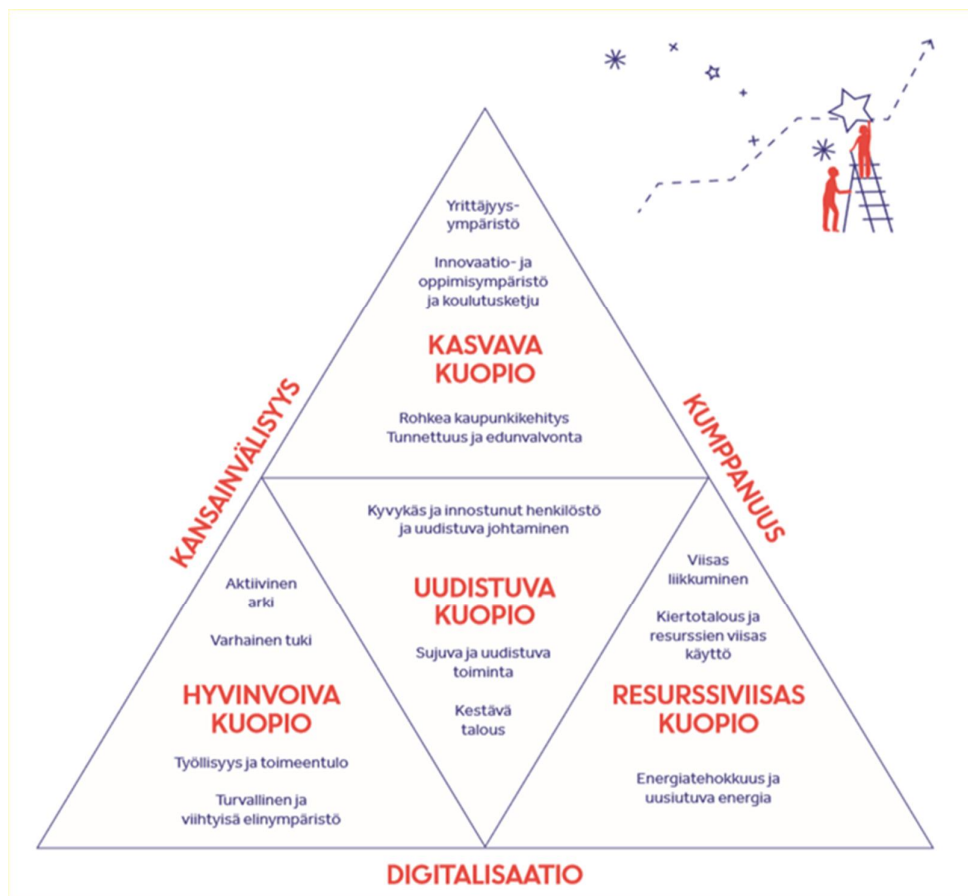 Yrittäjyys-
ympäristö
Innovaatio- ja
oppimisympäristö
ja koulutusketju
KASVAVA
KUOPIO
Rohkea kaupunkikehitys
Tunnettuus ja edunvalvonta
KANSAINVÄLISYYS
KUMPPANUUS
Kyvykäs ja innostunut henkilöstö
ja uudistuva johtaminen
UUDISTUVA
KUOPIO
Sujuva ja uudistuva
toiminta
Kestävä
talous
Aktiivinen
arki
Varhainen tuki
HYVINVOIVA
KUOPIO
Työllisyys ja toimeentulo
Turvallinen ja
viihtyisä elinympäristö
Viisas
liikkuminen
Kiertotalous ja
resurssien viisas
käyttö
RESURSSIVIISAS
KUOPIO
Energiatehokkuus ja
uusiutuva energia
DIGITALISAATIO